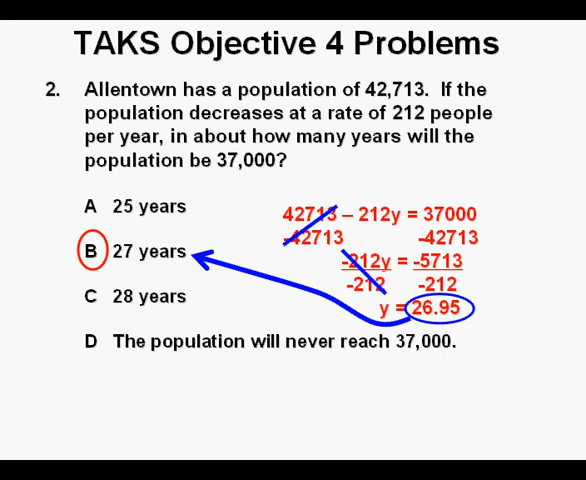 TAKS Objective 4 Problems
2. Allentown has a population of 42,713. If the
population decreases at a rate of 212 people
per year, in about how many years will the
population be 37,000?
A 25 years
42713 – 212y = 37000
-42713 -42713
B 27 years
-212y = -5713
-212 -212
C 28 years
y = 26.95
D The population will never reach 37,000.